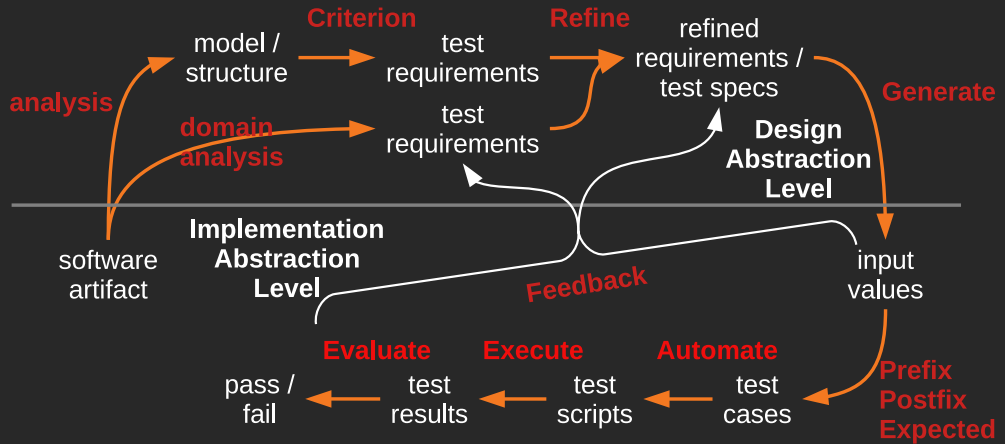 Criterion
Refine
model /
structure
test
requirements
refined
requirements /
test specs
analysis
Generate
domain
analysis
test
requirements
Design
Abstraction
Level
Implementation
Abstraction
Level
software
artifact
Feedback
input
values
Evaluate
Execute
Automate
Prefix
Postfix
Expected
pass /
fail
test
results
test
scripts
test
cases